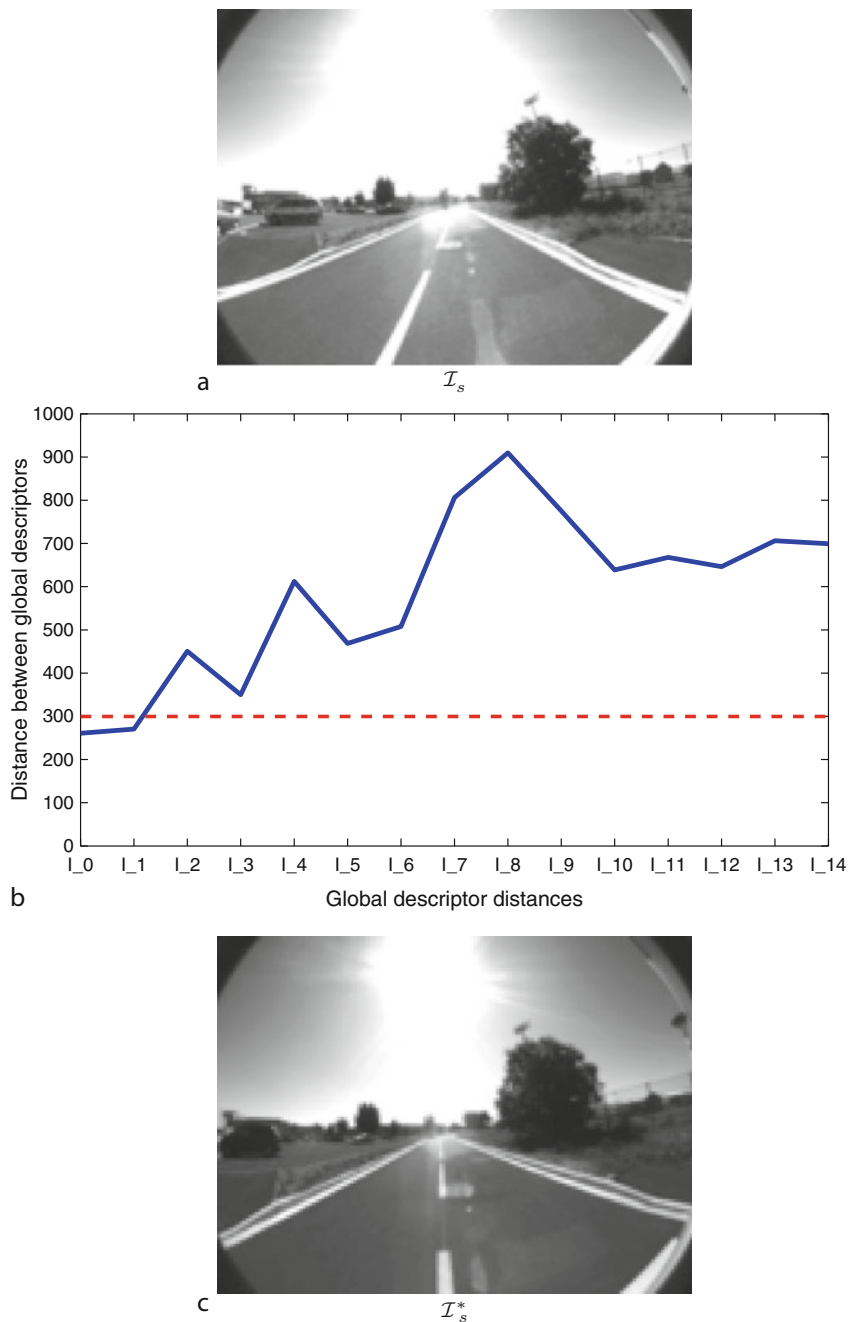 a
ℐₛ
1000
900
800
700
600
500
400
300
200
100
0
Distance between global descriptors
I_0 I_1 I_2 I_3 I_4 I_5 I_6 I_7 I_8 I_9 I_10 I_11 I_12 I_13 I_14
b
Global descriptor distances
c
ℐₛ*